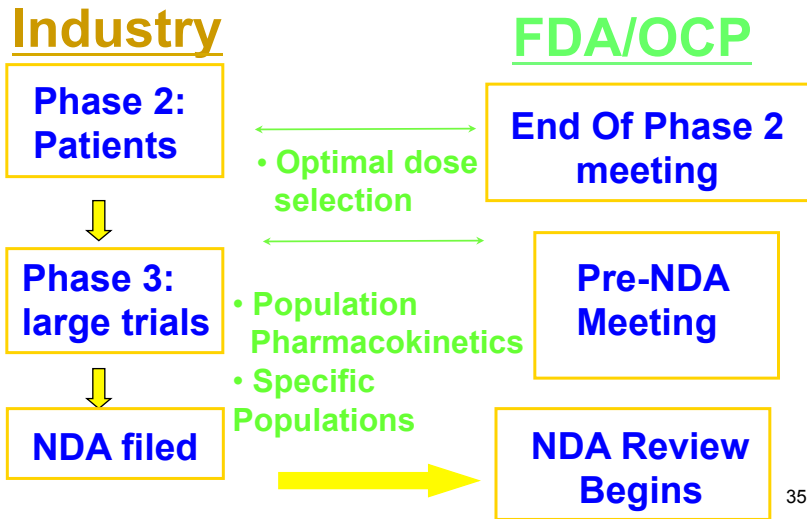 Industry
FDA/OCP
Phase 2:
Patients
End Of Phase 2
meeting
• Optimal dose
selection
Phase 3:
large trials
Pre-NDA
Meeting
• Population
Pharmacokinetics
• Specific
Populations
NDA filed
NDA Review
Begins
35